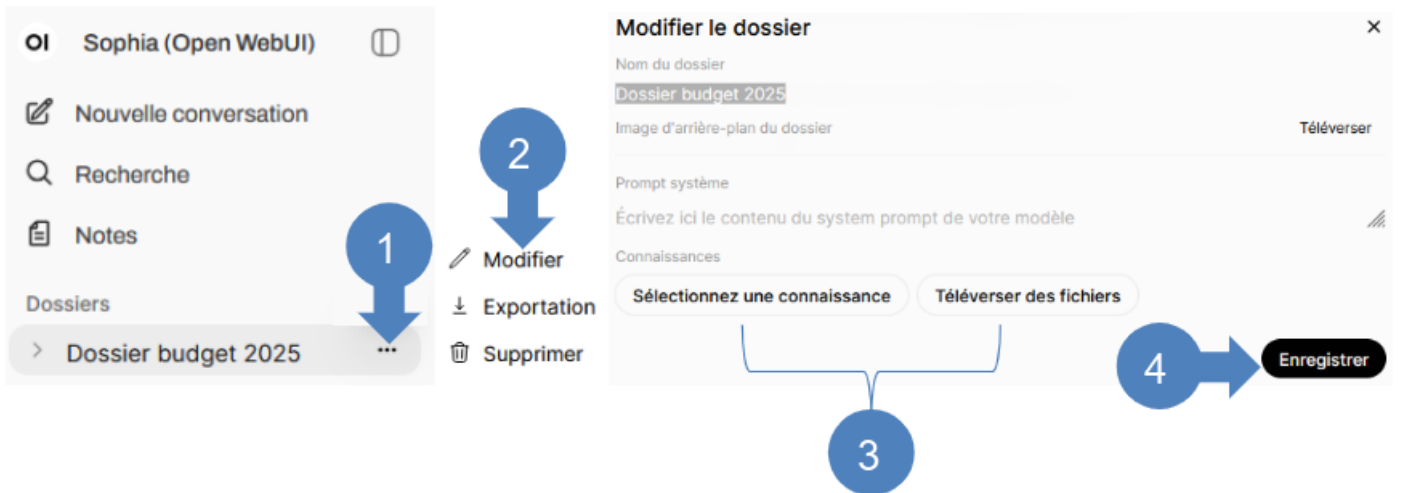 OI Sophia (Open WebUI)
Nouvelle conversation
Recherche
Notes
Dossiers
Dossier budget 2025 ...
1
2
Modifier
Exportation
Supprimer
Modifier le dossier ×
Nom du dossier
Dossier budget 2025
Image d'arrière-plan du dossier Téléverser
Prompt système
Écrivez ici le contenu du system prompt de votre modèle
Connaissances
Sélectionnez une connaissance Téléverser des fichiers
4 Enregistrer
3